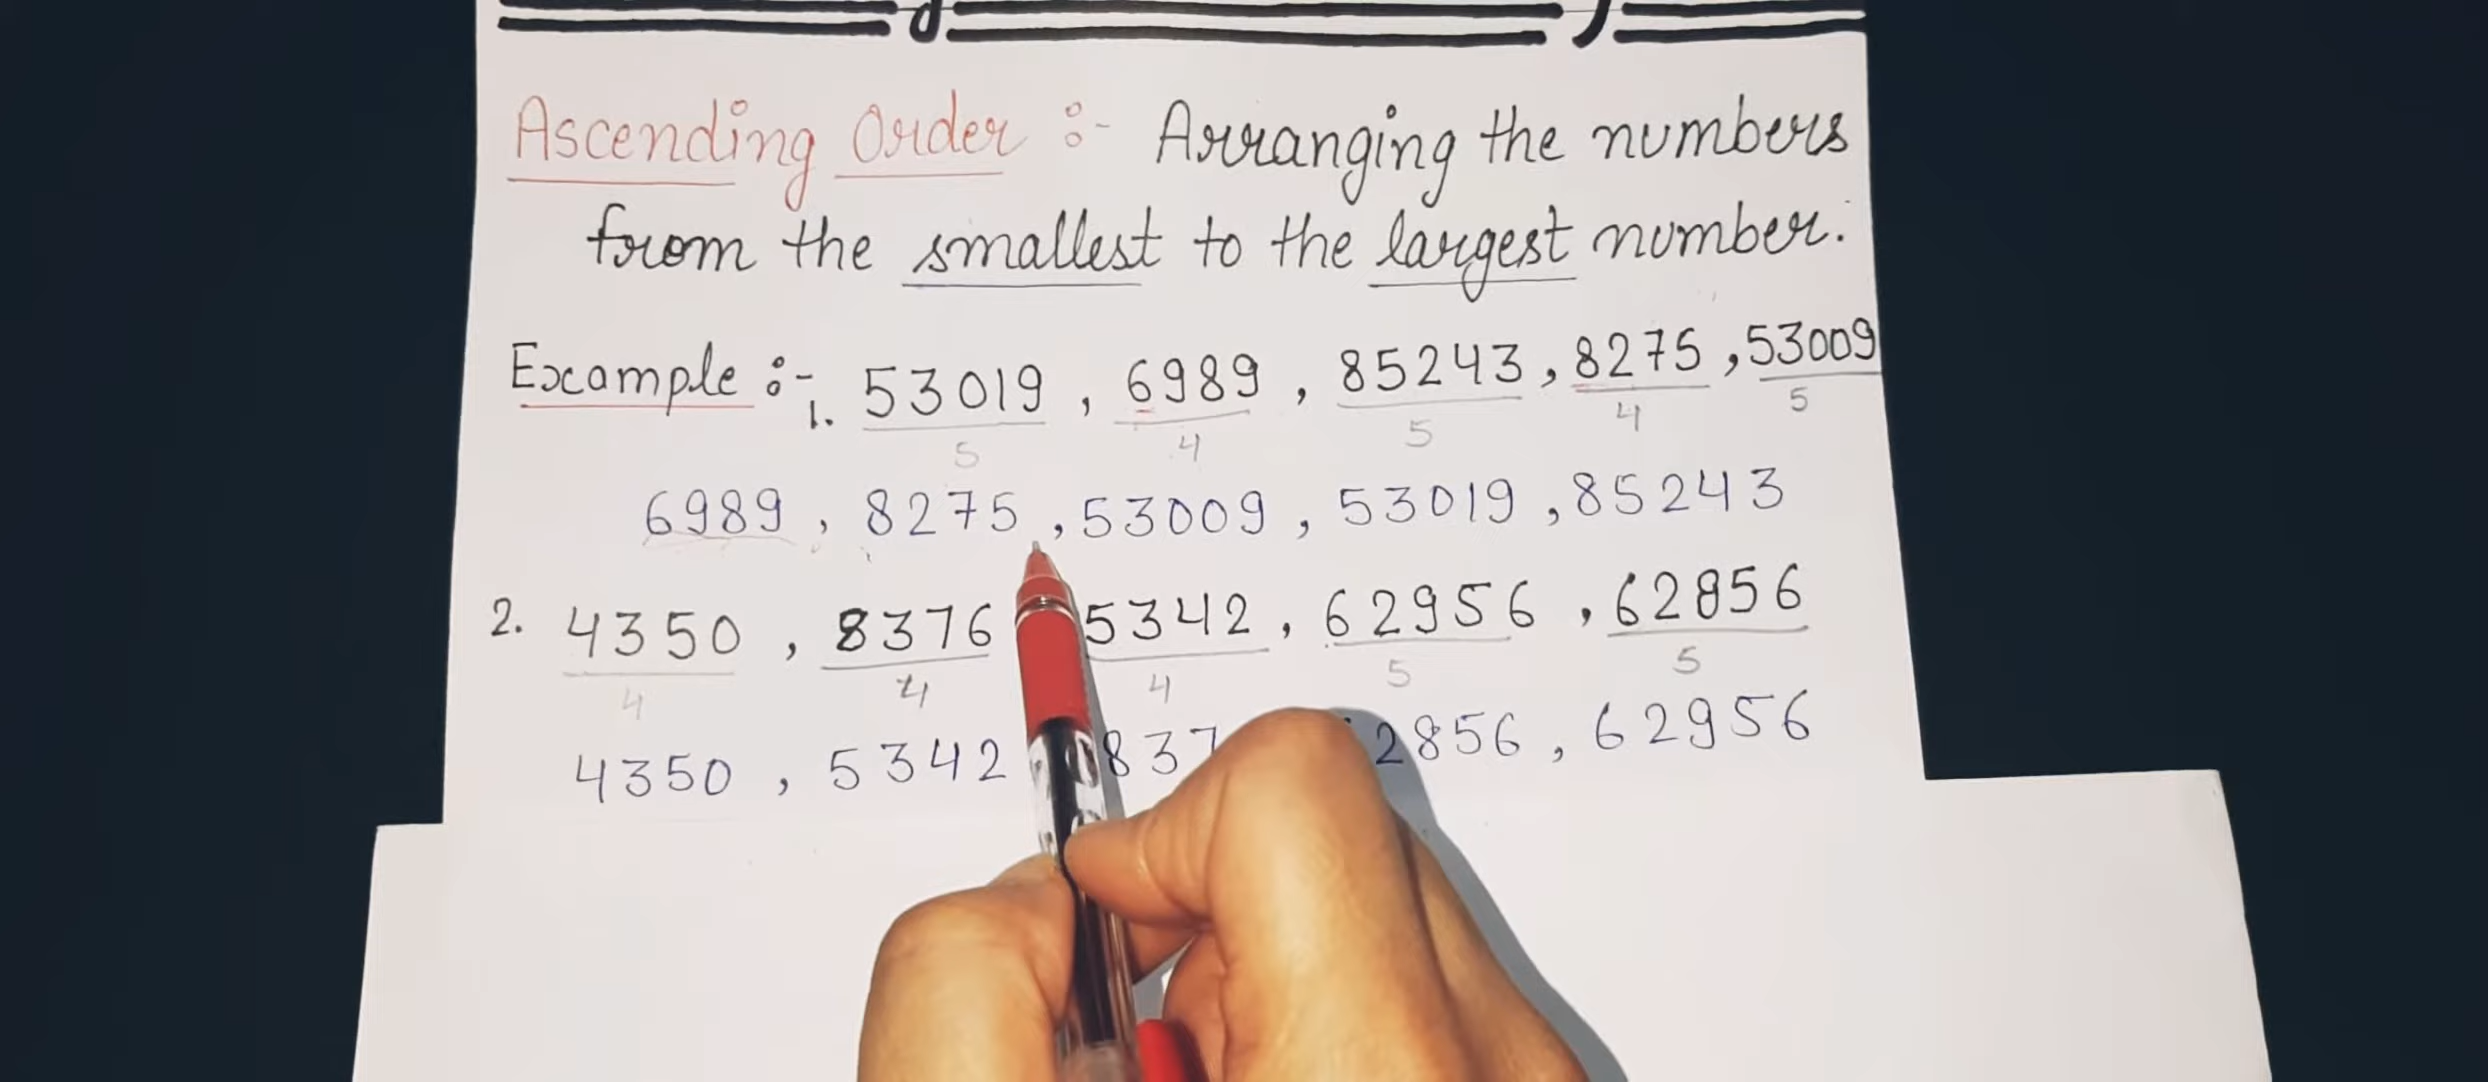 Ascending Order :- Arranging the numbers
from the smallest to the largest number.
Example :- 1. 53019 , 6989 , 85243 , 8275 , 53009
5 4 5 4 5
6989 , 8275 , 53009 , 53019 , 85243
2. 4350 , 8376 5342 , 62956 , 62856
4 4 4 5 5
4350 , 5342 837 2856 , 62956